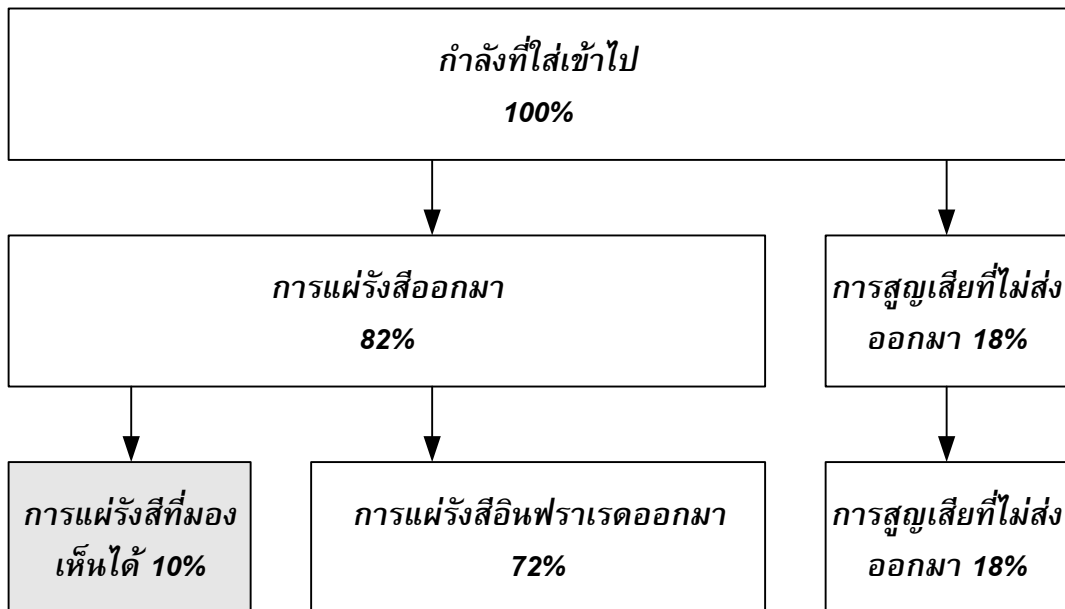 กำลังที่ใส่เข้าไป
100%
การแผ่รังสีออกมา
82%
การสูญเสียที่ไม่ส่ง
ออกมา 18%
การแผ่รังสีที่มอง
เห็นได้ 10%
การแผ่รังสีอินฟราเรดออกมา
72%
การสูญเสียที่ไม่ส่ง
ออกมา 18%